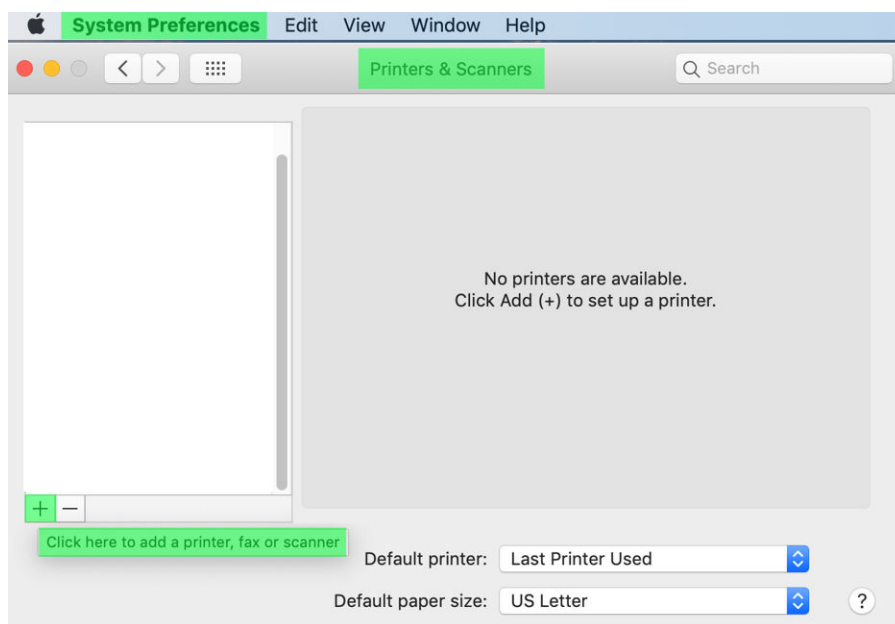 System Preferences Edit View Window Help
Printers & Scanners
Search
No printers are available.
Click Add (+) to set up a printer.
+ −
Click here to add a printer, fax or scanner
Default printer: Last Printer Used
Default paper size: US Letter
?